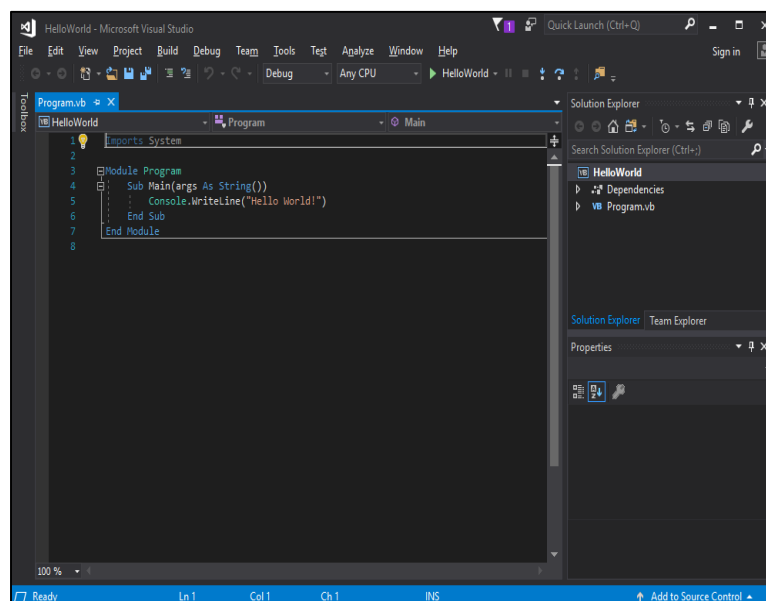 HelloWorld - Microsoft Visual Studio
1
Quick Launch (Ctrl+Q)
File Edit View Project Build Debug Team Tools Test Analyze Window Help
Sign in
Debug Any CPU HelloWorld
Toolbox
Program.vb
VB HelloWorld Program Main
1 Imports System
2
3 Module Program
4 Sub Main(args As String())
5 Console.WriteLine("Hello World!")
6 End Sub
7 End Module
8
100 %
Solution Explorer
Search Solution Explorer (Ctrl+;)
VB HelloWorld
Dependencies
VB Program.vb
Solution Explorer Team Explorer
Properties
Ready Ln 1 Col 1 Ch 1 INS Add to Source Control